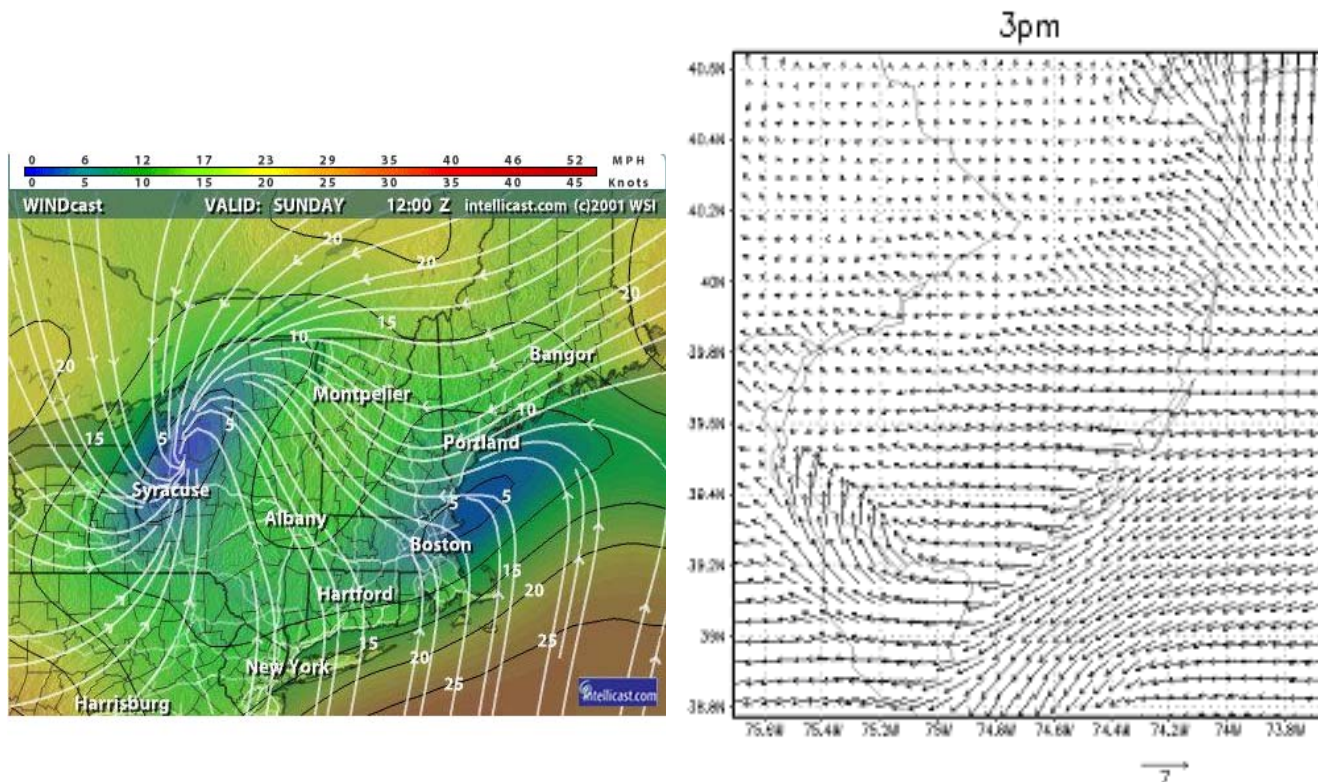 0 6 12 17 23 29 35 40 46 52 MPH
0 5 10 15 20 25 30 35 40 45 Knots
WINDcast VALID: SUNDAY 12:00 Z intellicast.com (c)2001 WSI
20
20
20
15
10
20
Bangor
Montpelier
10
15
5
5
Portland
Syracuse
5
5
Albany
Boston
15
Hartford
20
15
20
25
New York
25
Harrisburg
intellicast.com
3pm
40.6N
40.4N
40.2N
40N
39.8N
39.6N
39.4N
39.2N
39N
38.8N
75.6W 75.4W 75.2W 75W 74.8W 74.6W 74.4W 74.2W 74W 73.8W
7